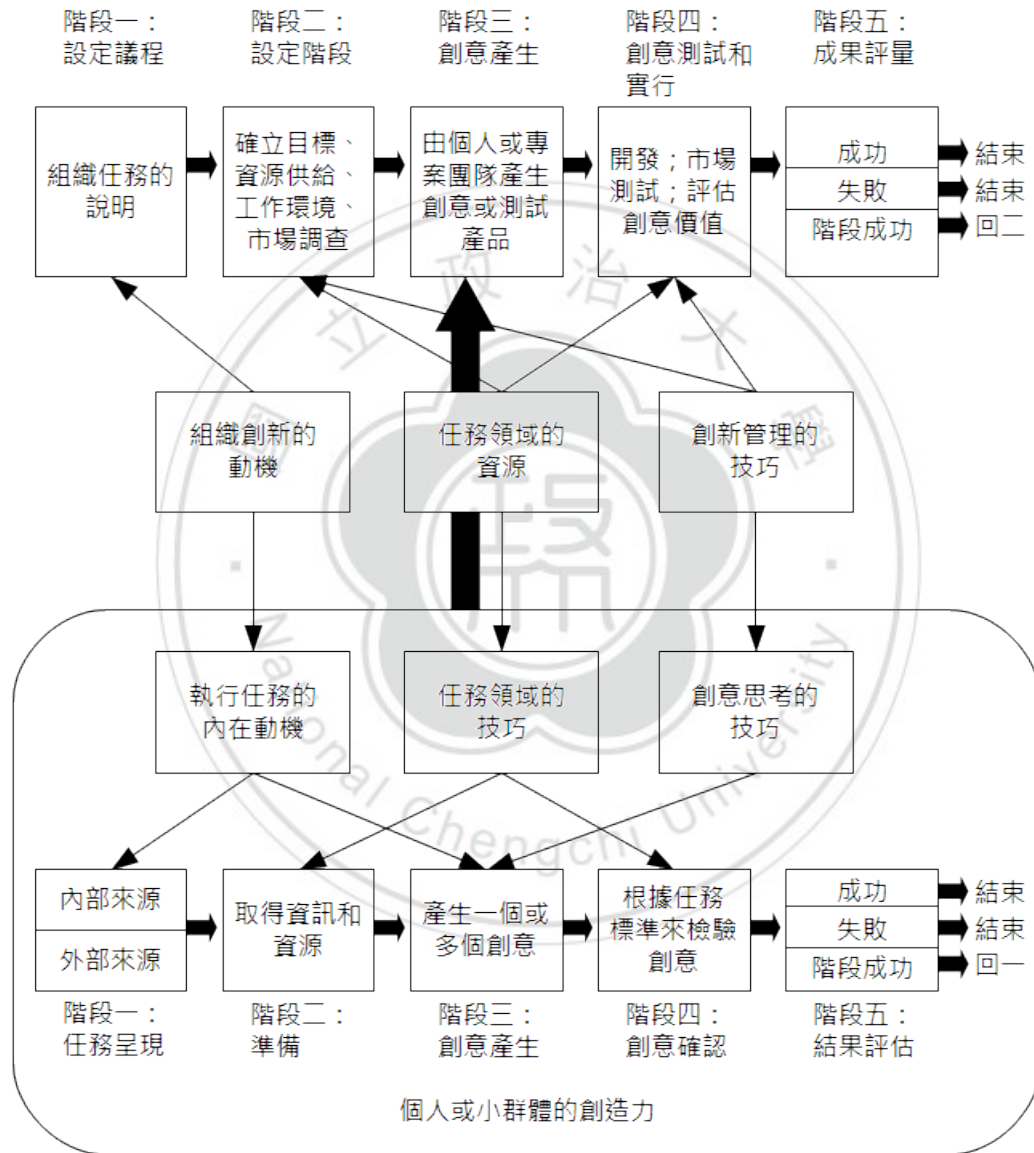 階段一：
設定議程
階段二：
設定階段
階段三：
創意產生
階段四：
創意測試和
實行
階段五：
成果評量
組織任務的
說明
確立目標、
資源供給、
工作環境、
市場調查
由個人或專
案團隊產生
創意或測試
產品
開發；市場
測試；評估
創意價值
成功
結束
失敗
結束
階段成功
回二
組織創新的
動機
任務領域的
資源
創新管理的
技巧
執行任務的
內在動機
任務領域的
技巧
創意思考的
技巧
內部來源
外部來源
取得資訊和
資源
產生一個或
多個創意
根據任務
標準來檢驗
創意
成功
結束
失敗
結束
階段成功
回一
階段一：
任務呈現
階段二：
準備
階段三：
創意產生
階段四：
創意確認
階段五：
結果評估
個人或小群體的創造力
國立政治大學
National Chengchi University